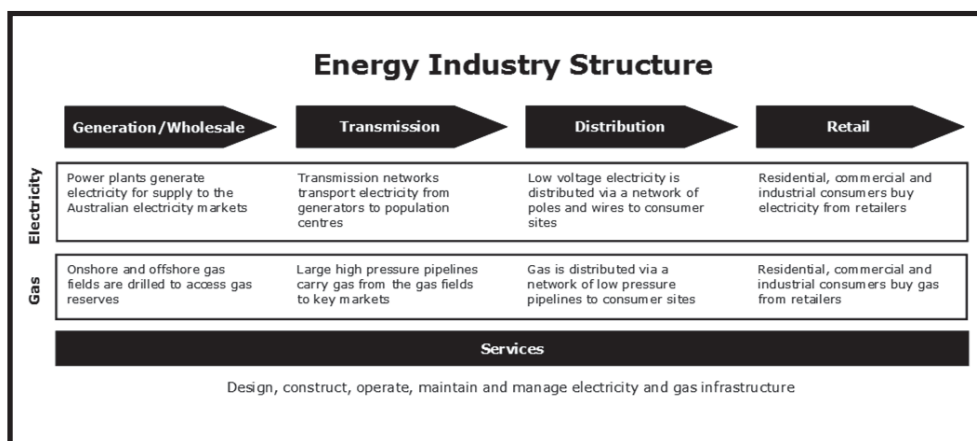 Energy Industry Structure
Generation/Wholesale
Transmission
Distribution
Retail
Electricity
Power plants generate
electricity for supply to the
Australian electricity markets
Transmission networks
transport electricity from
generators to population
centres
Low voltage electricity is
distributed via a network of
poles and wires to consumer
sites
Residential, commercial and
industrial consumers buy
electricity from retailers
Gas
Onshore and offshore gas
fields are drilled to access gas
reserves
Large high pressure pipelines
carry gas from the gas fields
to key markets
Gas is distributed via a
network of low pressure
pipelines to consumer sites
Residential, commercial and
industrial consumers buy gas
from retailers
Services
Design, construct, operate, maintain and manage electricity and gas infrastructure